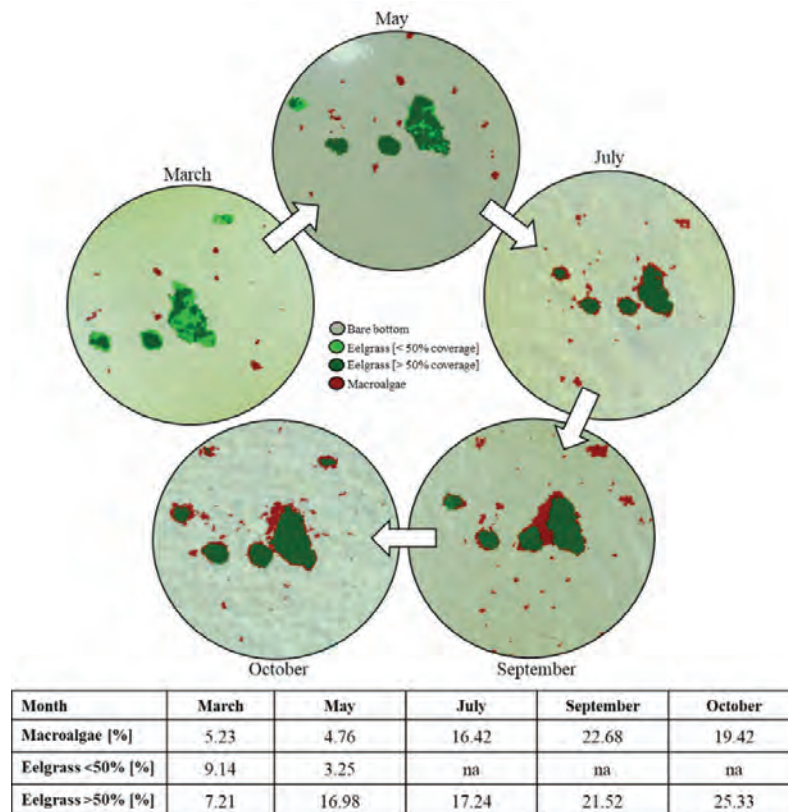 May
March
July
Bare bottom
Eelgrass [< 50% coverage]
Eelgrass [> 50% coverage]
Macroalgae
October
September
Month March May July September October
Macroalgae [%] 5.23 4.76 16.42 22.68 19.42
Eelgrass <50% [%] 9.14 3.25 na na na
Eelgrass >50% [%] 7.21 16.98 17.24 21.52 25.33